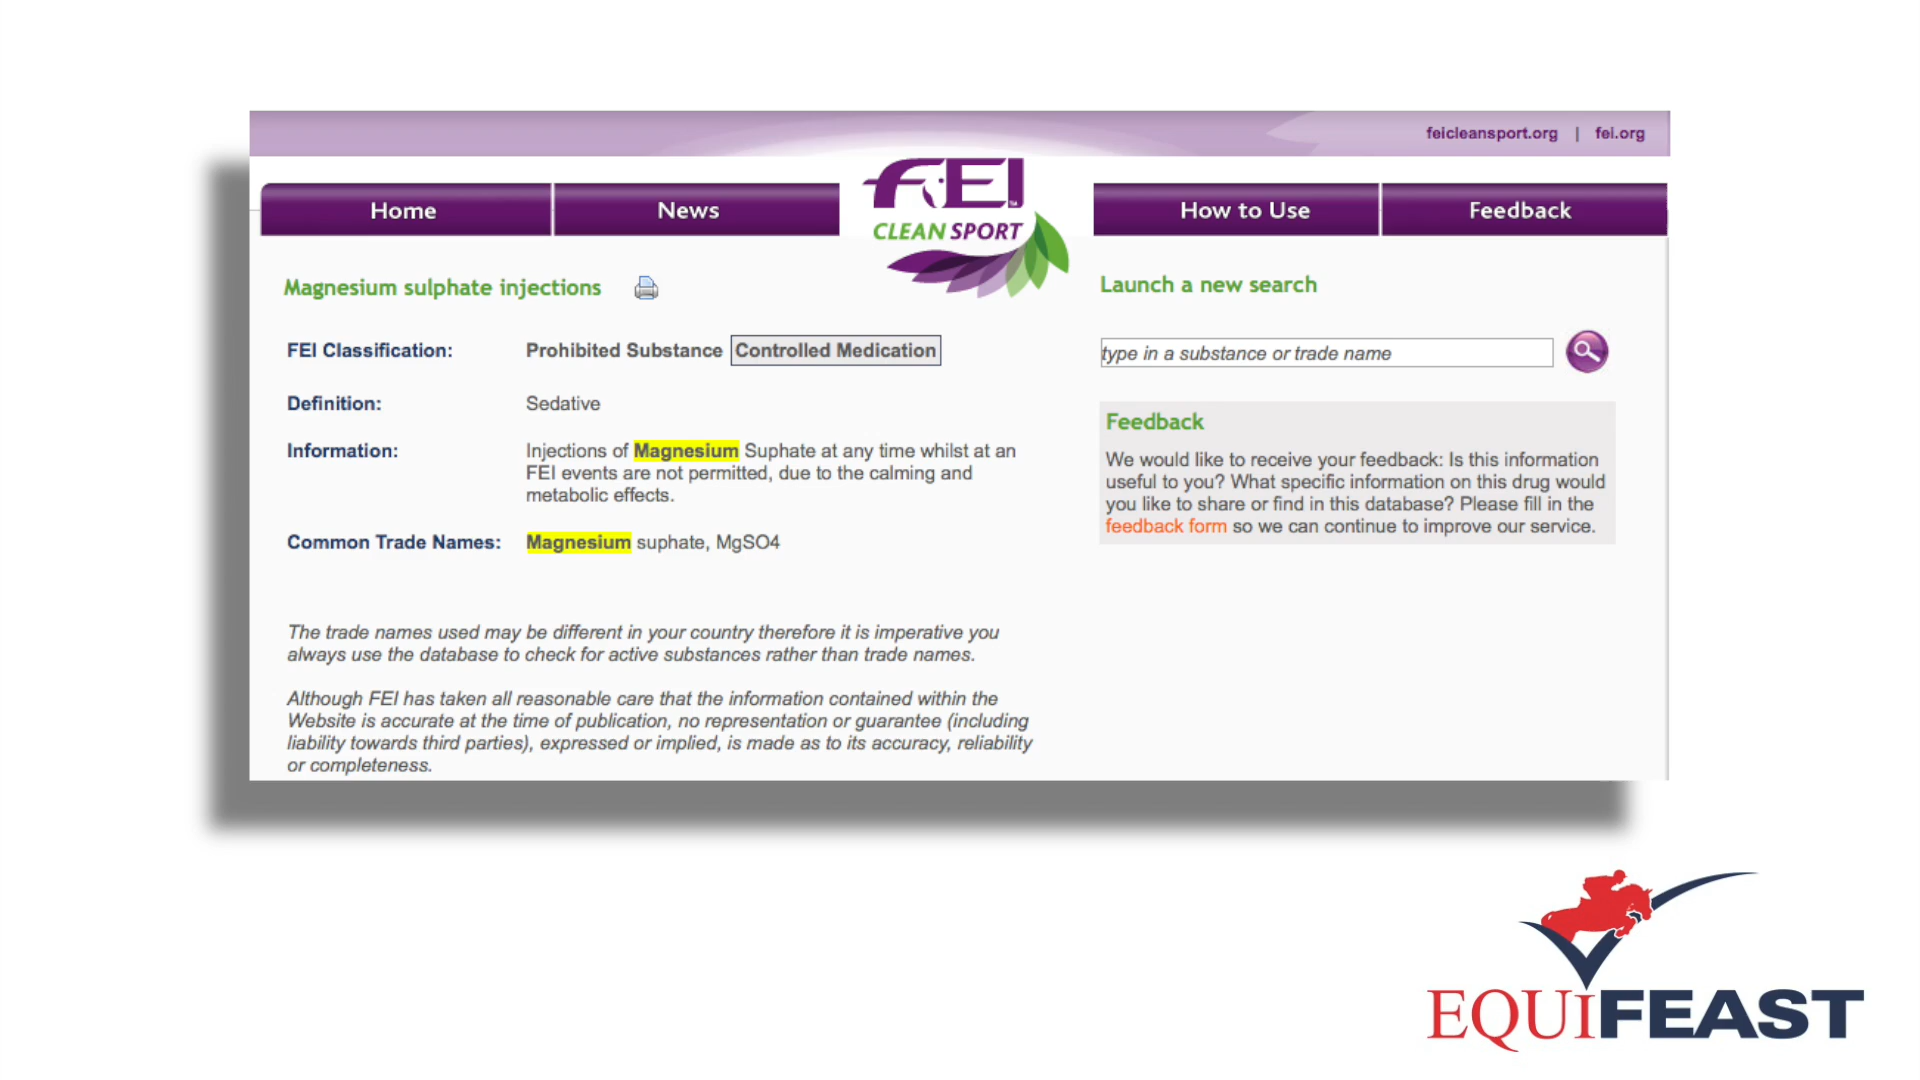 feicleansport.org | fei.org
Home
News
FEI
CLEAN SPORT
How to Use
Feedback
Magnesium sulphate injections
FEI Classification: Prohibited Substance Controlled Medication
Definition: Sedative
Information: Injections of Magnesium Suphate at any time whilst at an
FEI events are not permitted, due to the calming and
metabolic effects.
Common Trade Names: Magnesium suphate, MgSO4
The trade names used may be different in your country therefore it is imperative you
always use the database to check for active substances rather than trade names.
Although FEI has taken all reasonable care that the information contained within the
Website is accurate at the time of publication, no representation or guarantee (including
liability towards third parties), expressed or implied, is made as to its accuracy, reliability
or completeness.
Launch a new search
type in a substance or trade name
Feedback
We would like to receive your feedback: Is this information
useful to you? What specific information on this drug would
you like to share or find in this database? Please fill in the
feedback form so we can continue to improve our service.
EQUIFEAST